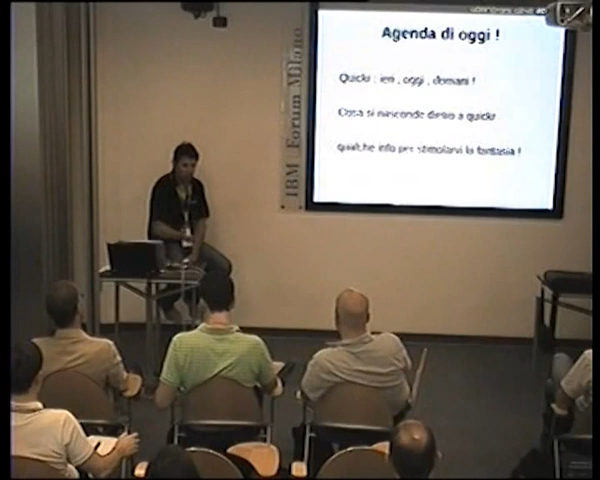 Agenda di oggi !
Quickr : ieri , oggi , domani !
Cosa si nasconde dietro a quickr
qualche info per stimolarvi la fantasia !
IBM Forum Milano